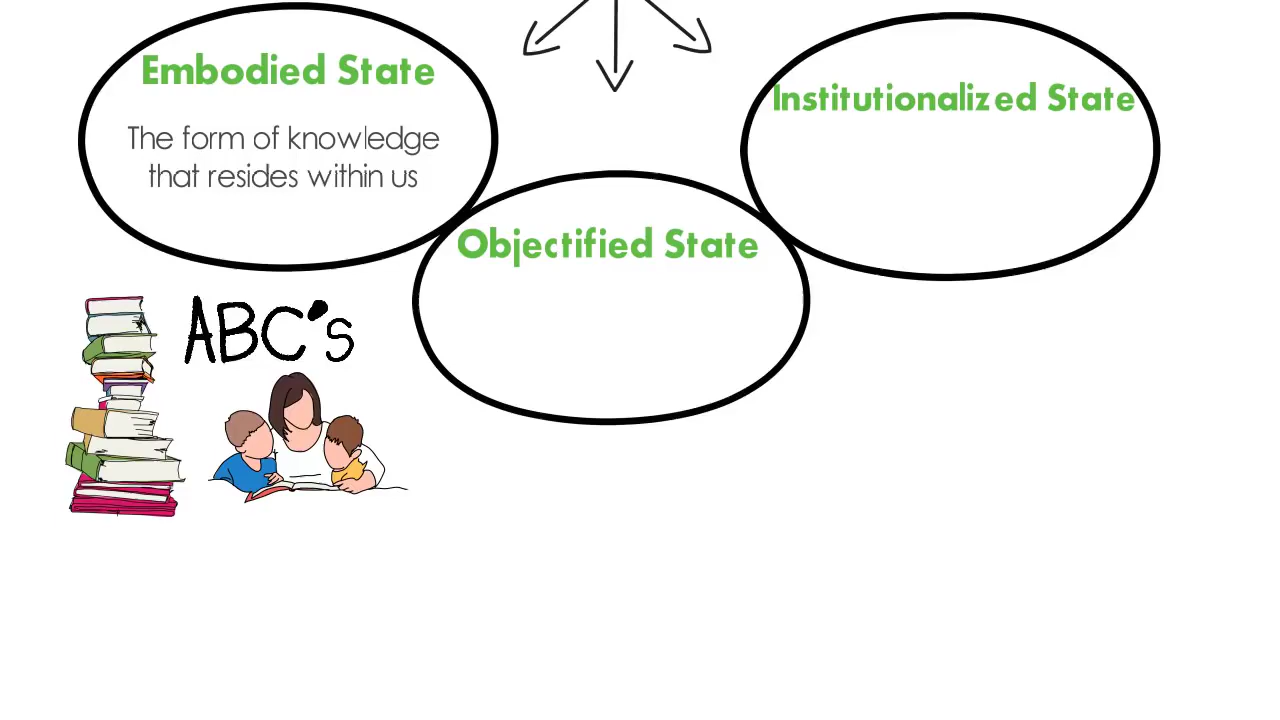 Embodied State
The form of knowledge
that resides within us
Institutionalized State
Objectified State
ABC's